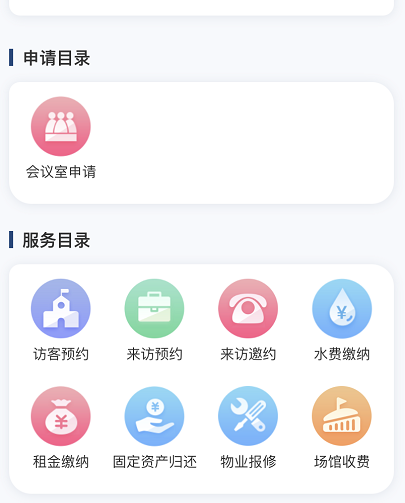 申请目录
会议室申请
服务目录
访客预约 来访预约 来访邀约 水费缴纳
租金缴纳 固定资产归还 物业报修 场馆收费